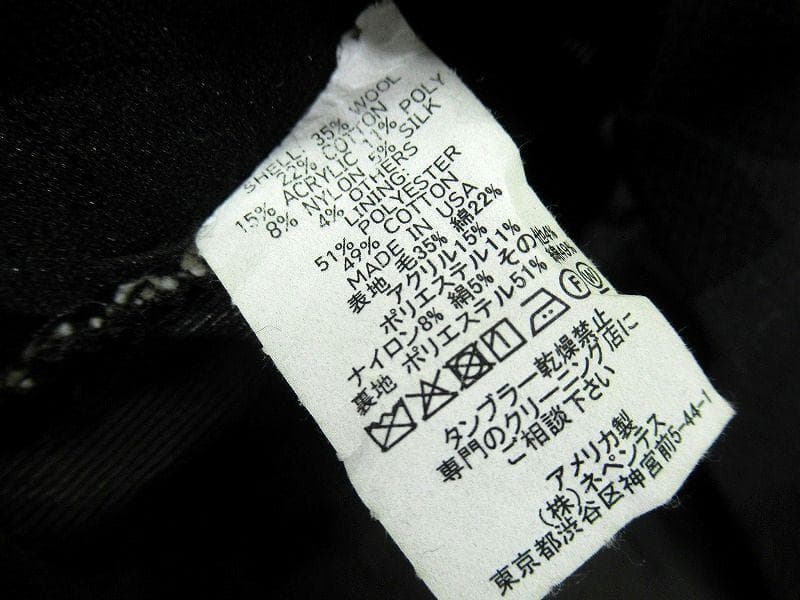 SHELL: 35% WOOL
22% COTTON
15% ACRYLIC 11% POLY
8% NYLON 5% SILK
4% OTHERS
LINING:
51% POLYESTER
49% COTTON
MADE IN USA
表地 毛35% 綿22%
アクリル15%
ポリエステル11%
ナイロン8% 絹5% その他4%
裏地 ポリエステル51% 綿49%
F W
タンブラー乾燥禁止
専門のクリーニング店に
ご相談下さい
アメリカ製
(株)ネペンテス
東京都渋谷区神宮前5-44-1